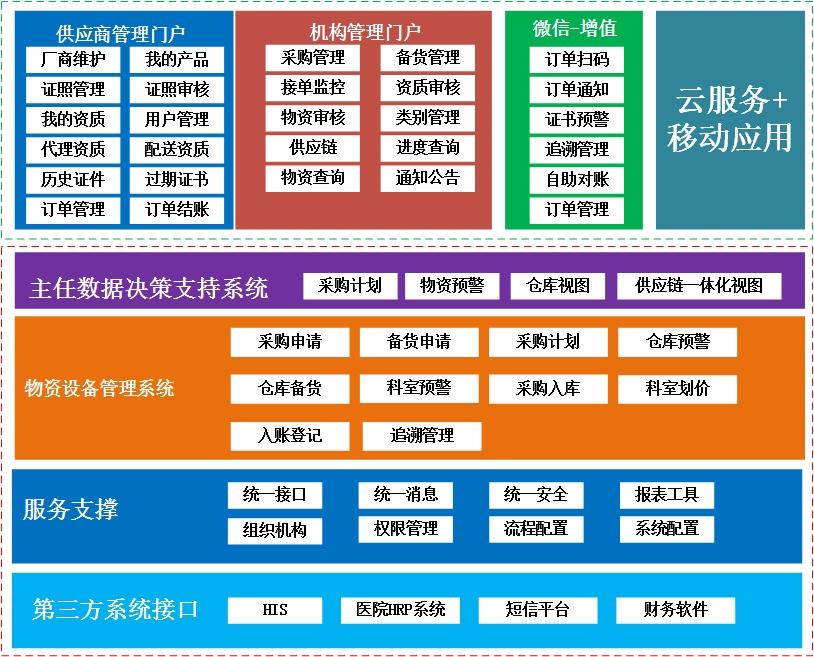 供应商管理门户
厂商维护 我的产品
证照管理 证照审核
我的资质 用户管理
代理资质 配送资质
历史证件 过期证书
订单管理 订单结账
机构管理门户
采购管理 备货管理
接单监控 资质审核
物资审核 类别管理
供应链 进度查询
物资查询 通知公告
微信-增值
订单扫码
订单通知
证书预警
追溯管理
自助对账
订单管理
云服务+
移动应用
主任数据决策支持系统 采购计划 物资预警 仓库视图 供应链一体化视图
物资设备管理系统
采购申请 备货申请 采购计划 仓库预警
仓库备货 科室预警 采购入库 科室划价
入账登记 追溯管理
服务支撑
统一接口 统一消息 统一安全 报表工具
组织机构 权限管理 流程配置 系统配置
第三方系统接口 HIS 医院HRP系统 短信平台 财务软件